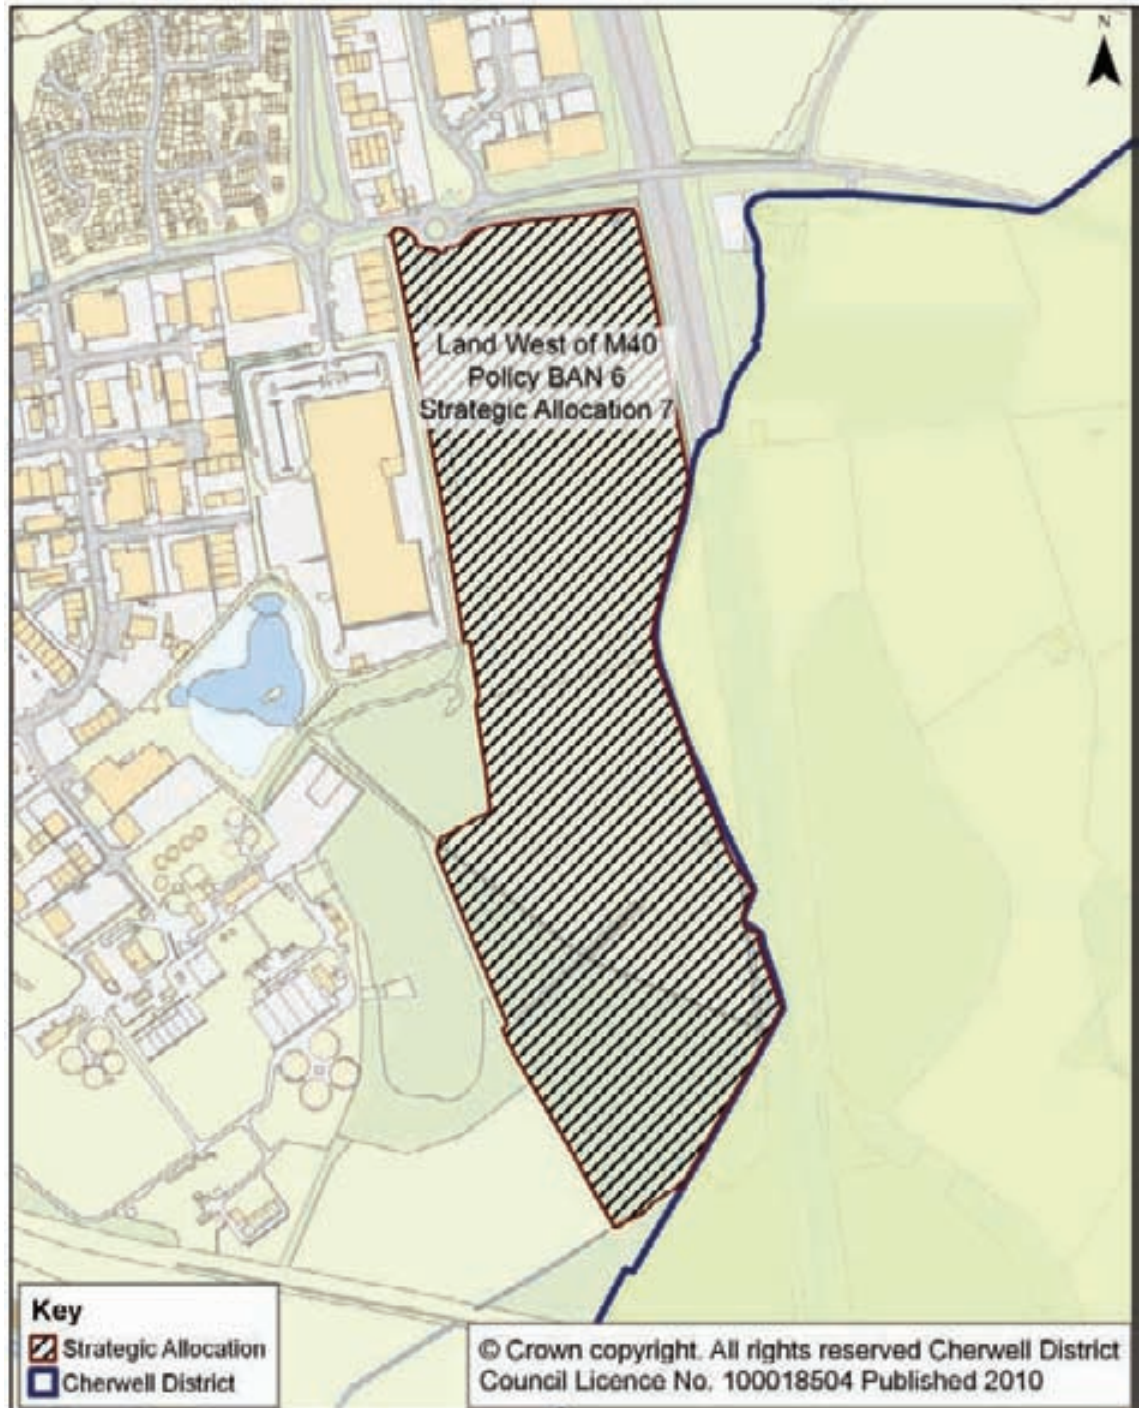 N
Land West of M40
Policy BAN 6
Strategic Allocation 7
Key
Strategic Allocation
Cherwell District
© Crown copyright. All rights reserved Cherwell District
Council Licence No. 100018504 Published 2010